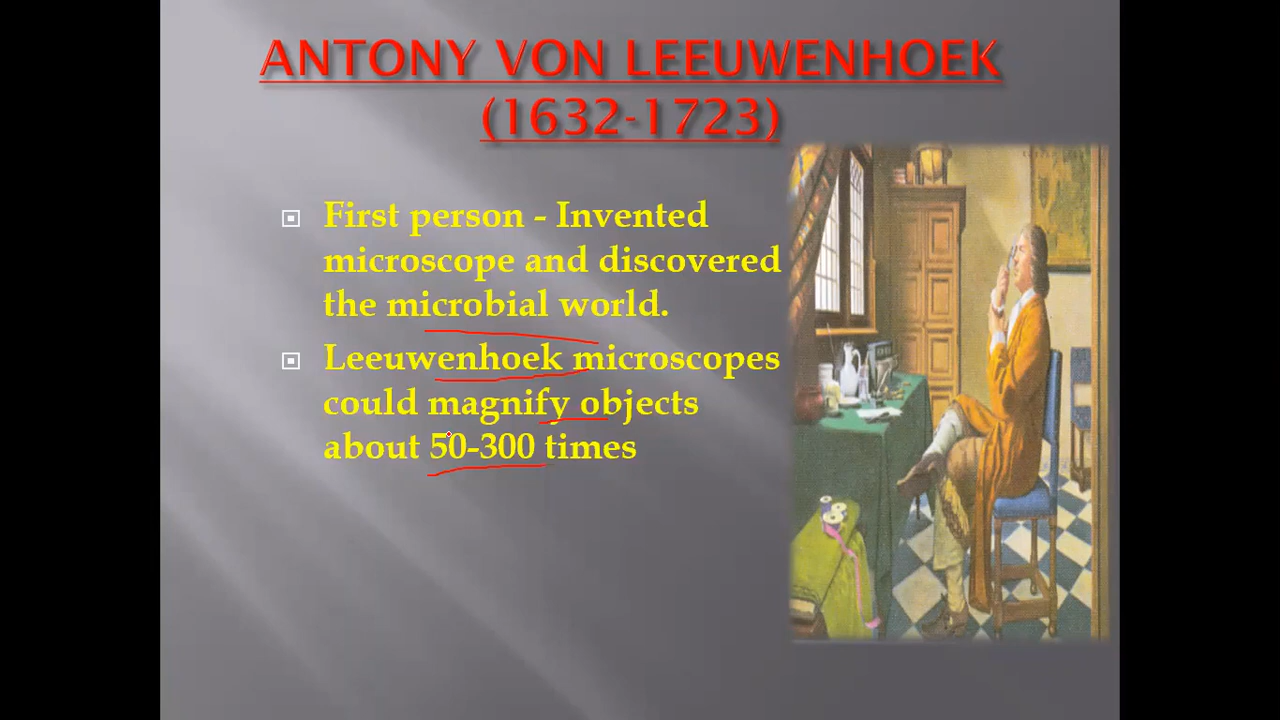 ANTONY VON LEEUWENHOEK
(1632-1723)
First person - Invented
microscope and discovered
the microbial world.
Leeuwenhoek microscopes
could magnify objects
about 50-300 times